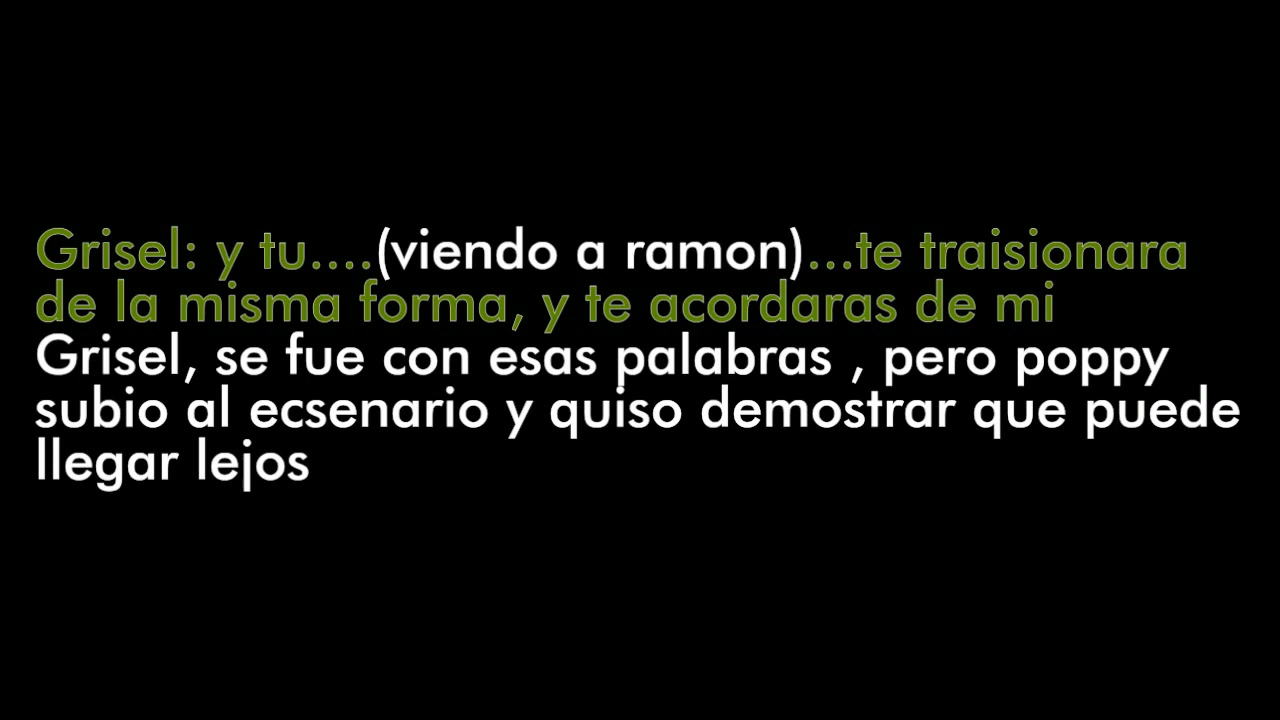 Grisel: y tu....(viendo a ramon)...te traisionara
de la misma forma, y te acordaras de mi
Grisel, se fue con esas palabras , pero poppy
subio al ecsenario y quiso demostrar que puede
llegar lejos